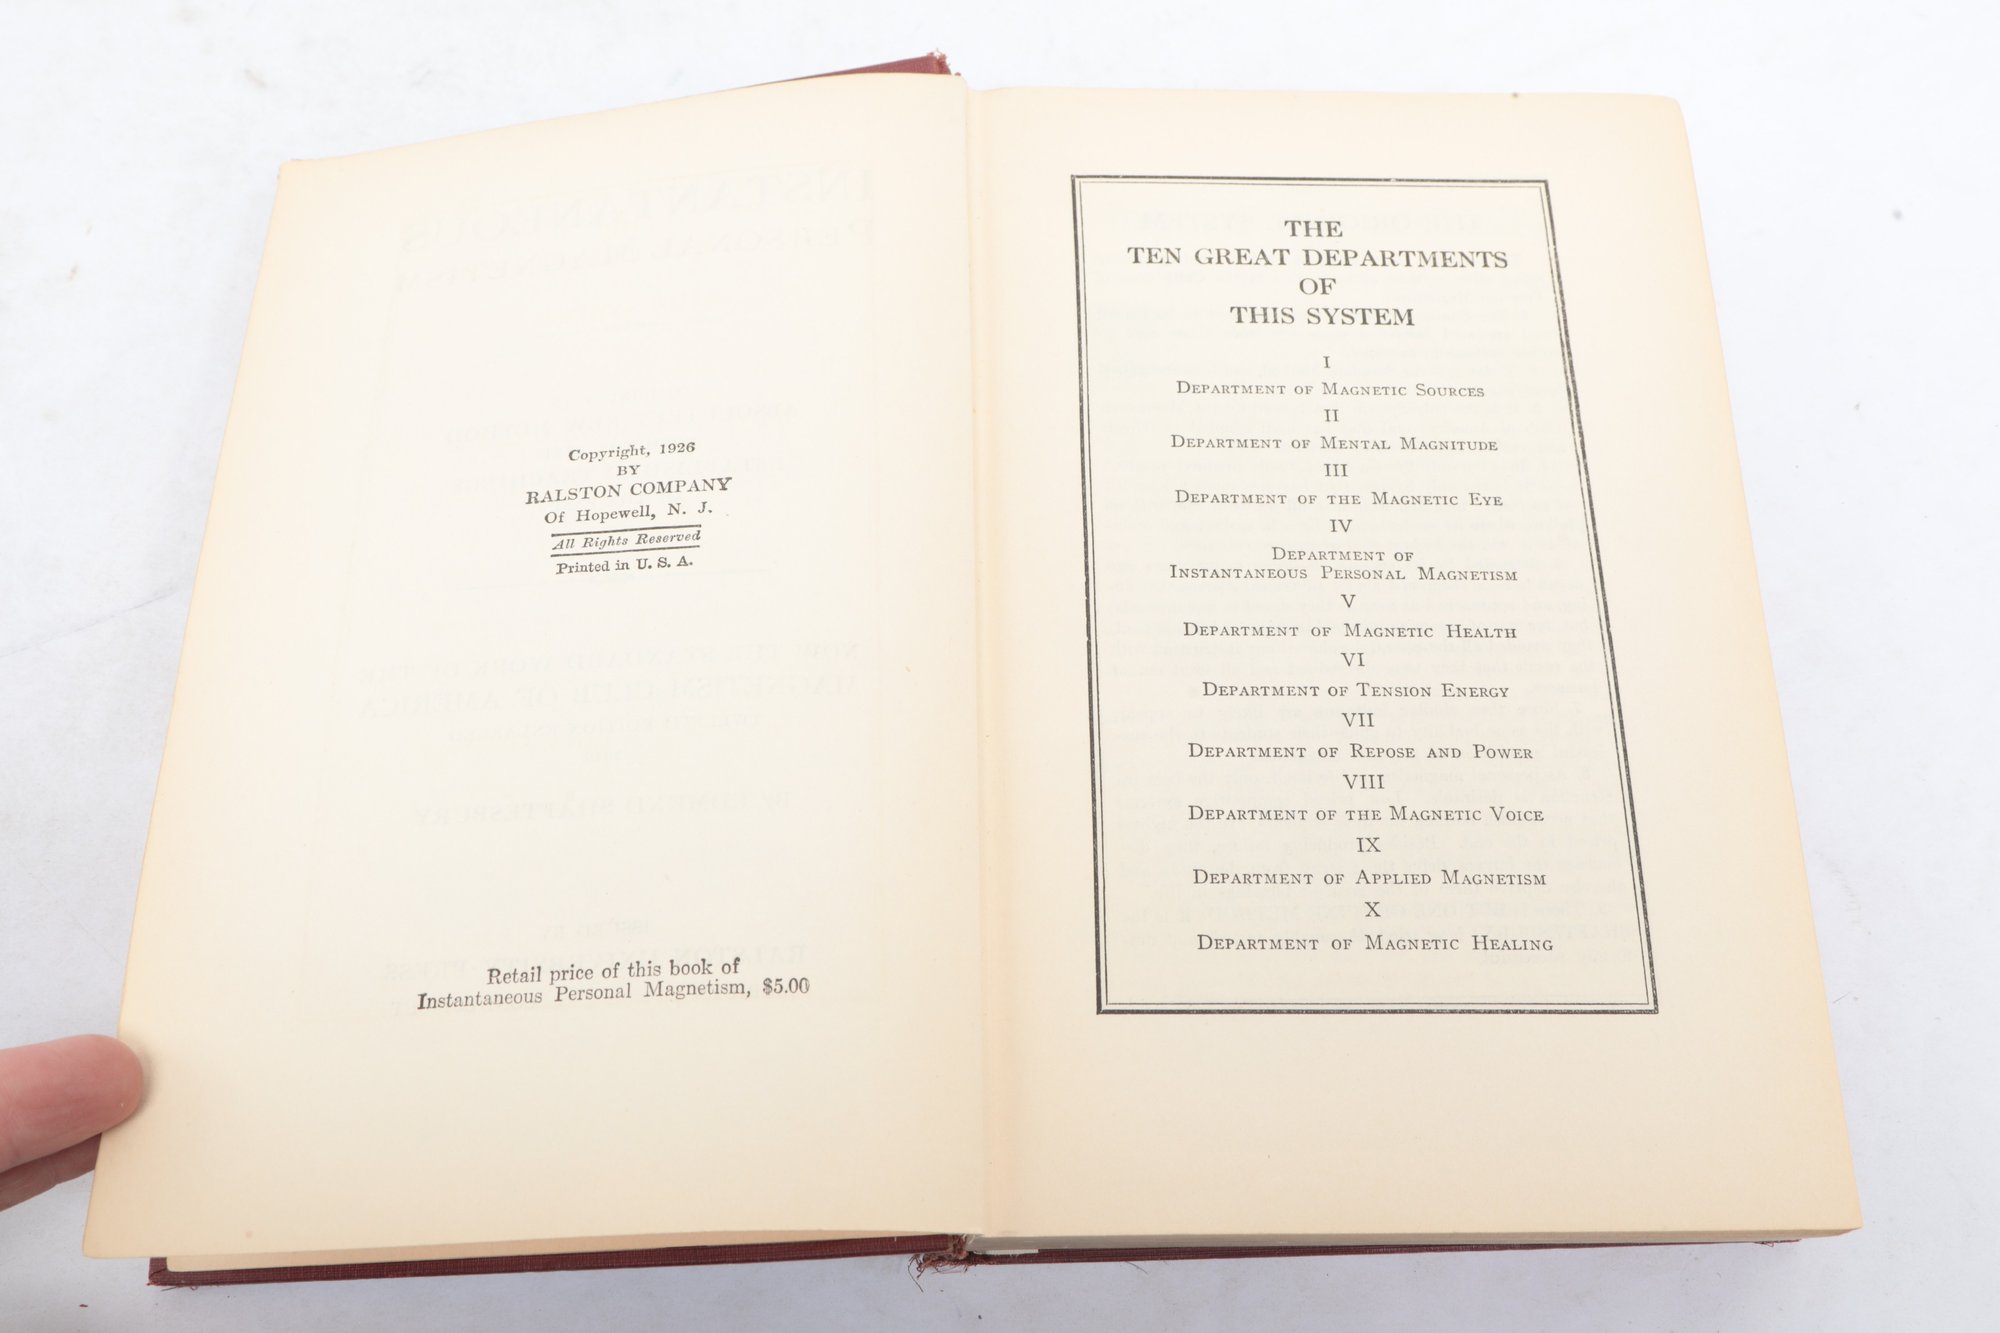 Copyright, 1926
BY
RALSTON COMPANY
Of Hopewell, N. J.
All Rights Reserved
Printed in U. S. A.
Retail price of this book of
Instantaneous Personal Magnetism, $5.00
THE
TEN GREAT DEPARTMENTS
OF
THIS SYSTEM
I
DEPARTMENT OF MAGNETIC SOURCES
II
DEPARTMENT OF MENTAL MAGNITUDE
III
DEPARTMENT OF THE MAGNETIC EYE
IV
DEPARTMENT OF
INSTANTANEOUS PERSONAL MAGNETISM
V
DEPARTMENT OF MAGNETIC HEALTH
VI
DEPARTMENT OF TENSION ENERGY
VII
DEPARTMENT OF REPOSE AND POWER
VIII
DEPARTMENT OF THE MAGNETIC VOICE
IX
DEPARTMENT OF APPLIED MAGNETISM
X
DEPARTMENT OF MAGNETIC HEALING